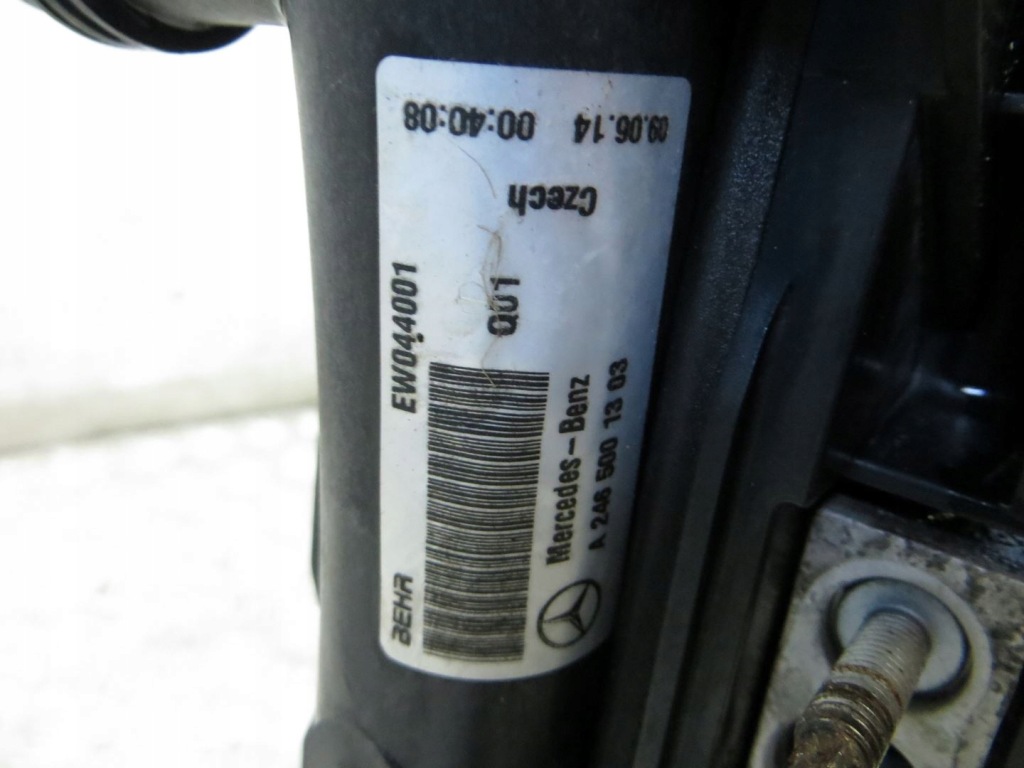 BEHR EW044001
Q01
Mercedes-Benz
A 246 500 13 03
Czech
09.06.14 00:40:08